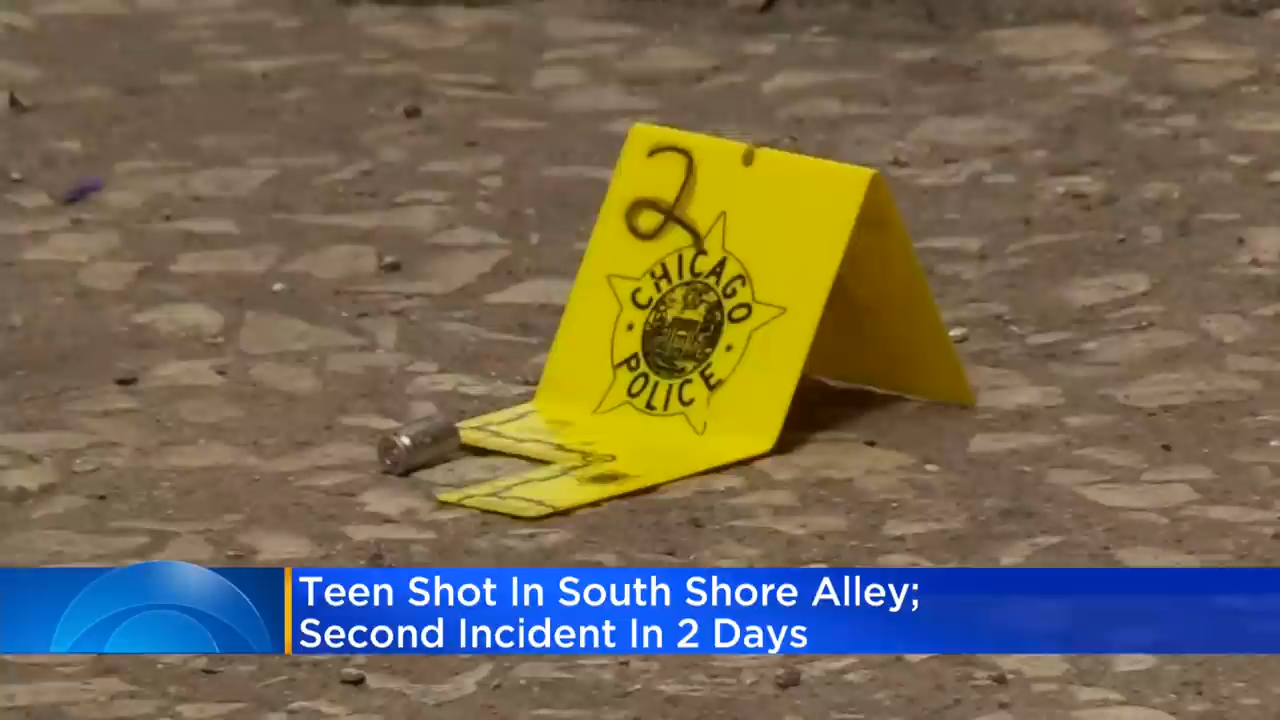 2
CHICAGO
POLICE
Teen Shot In South Shore Alley;
Second Incident In 2 Days